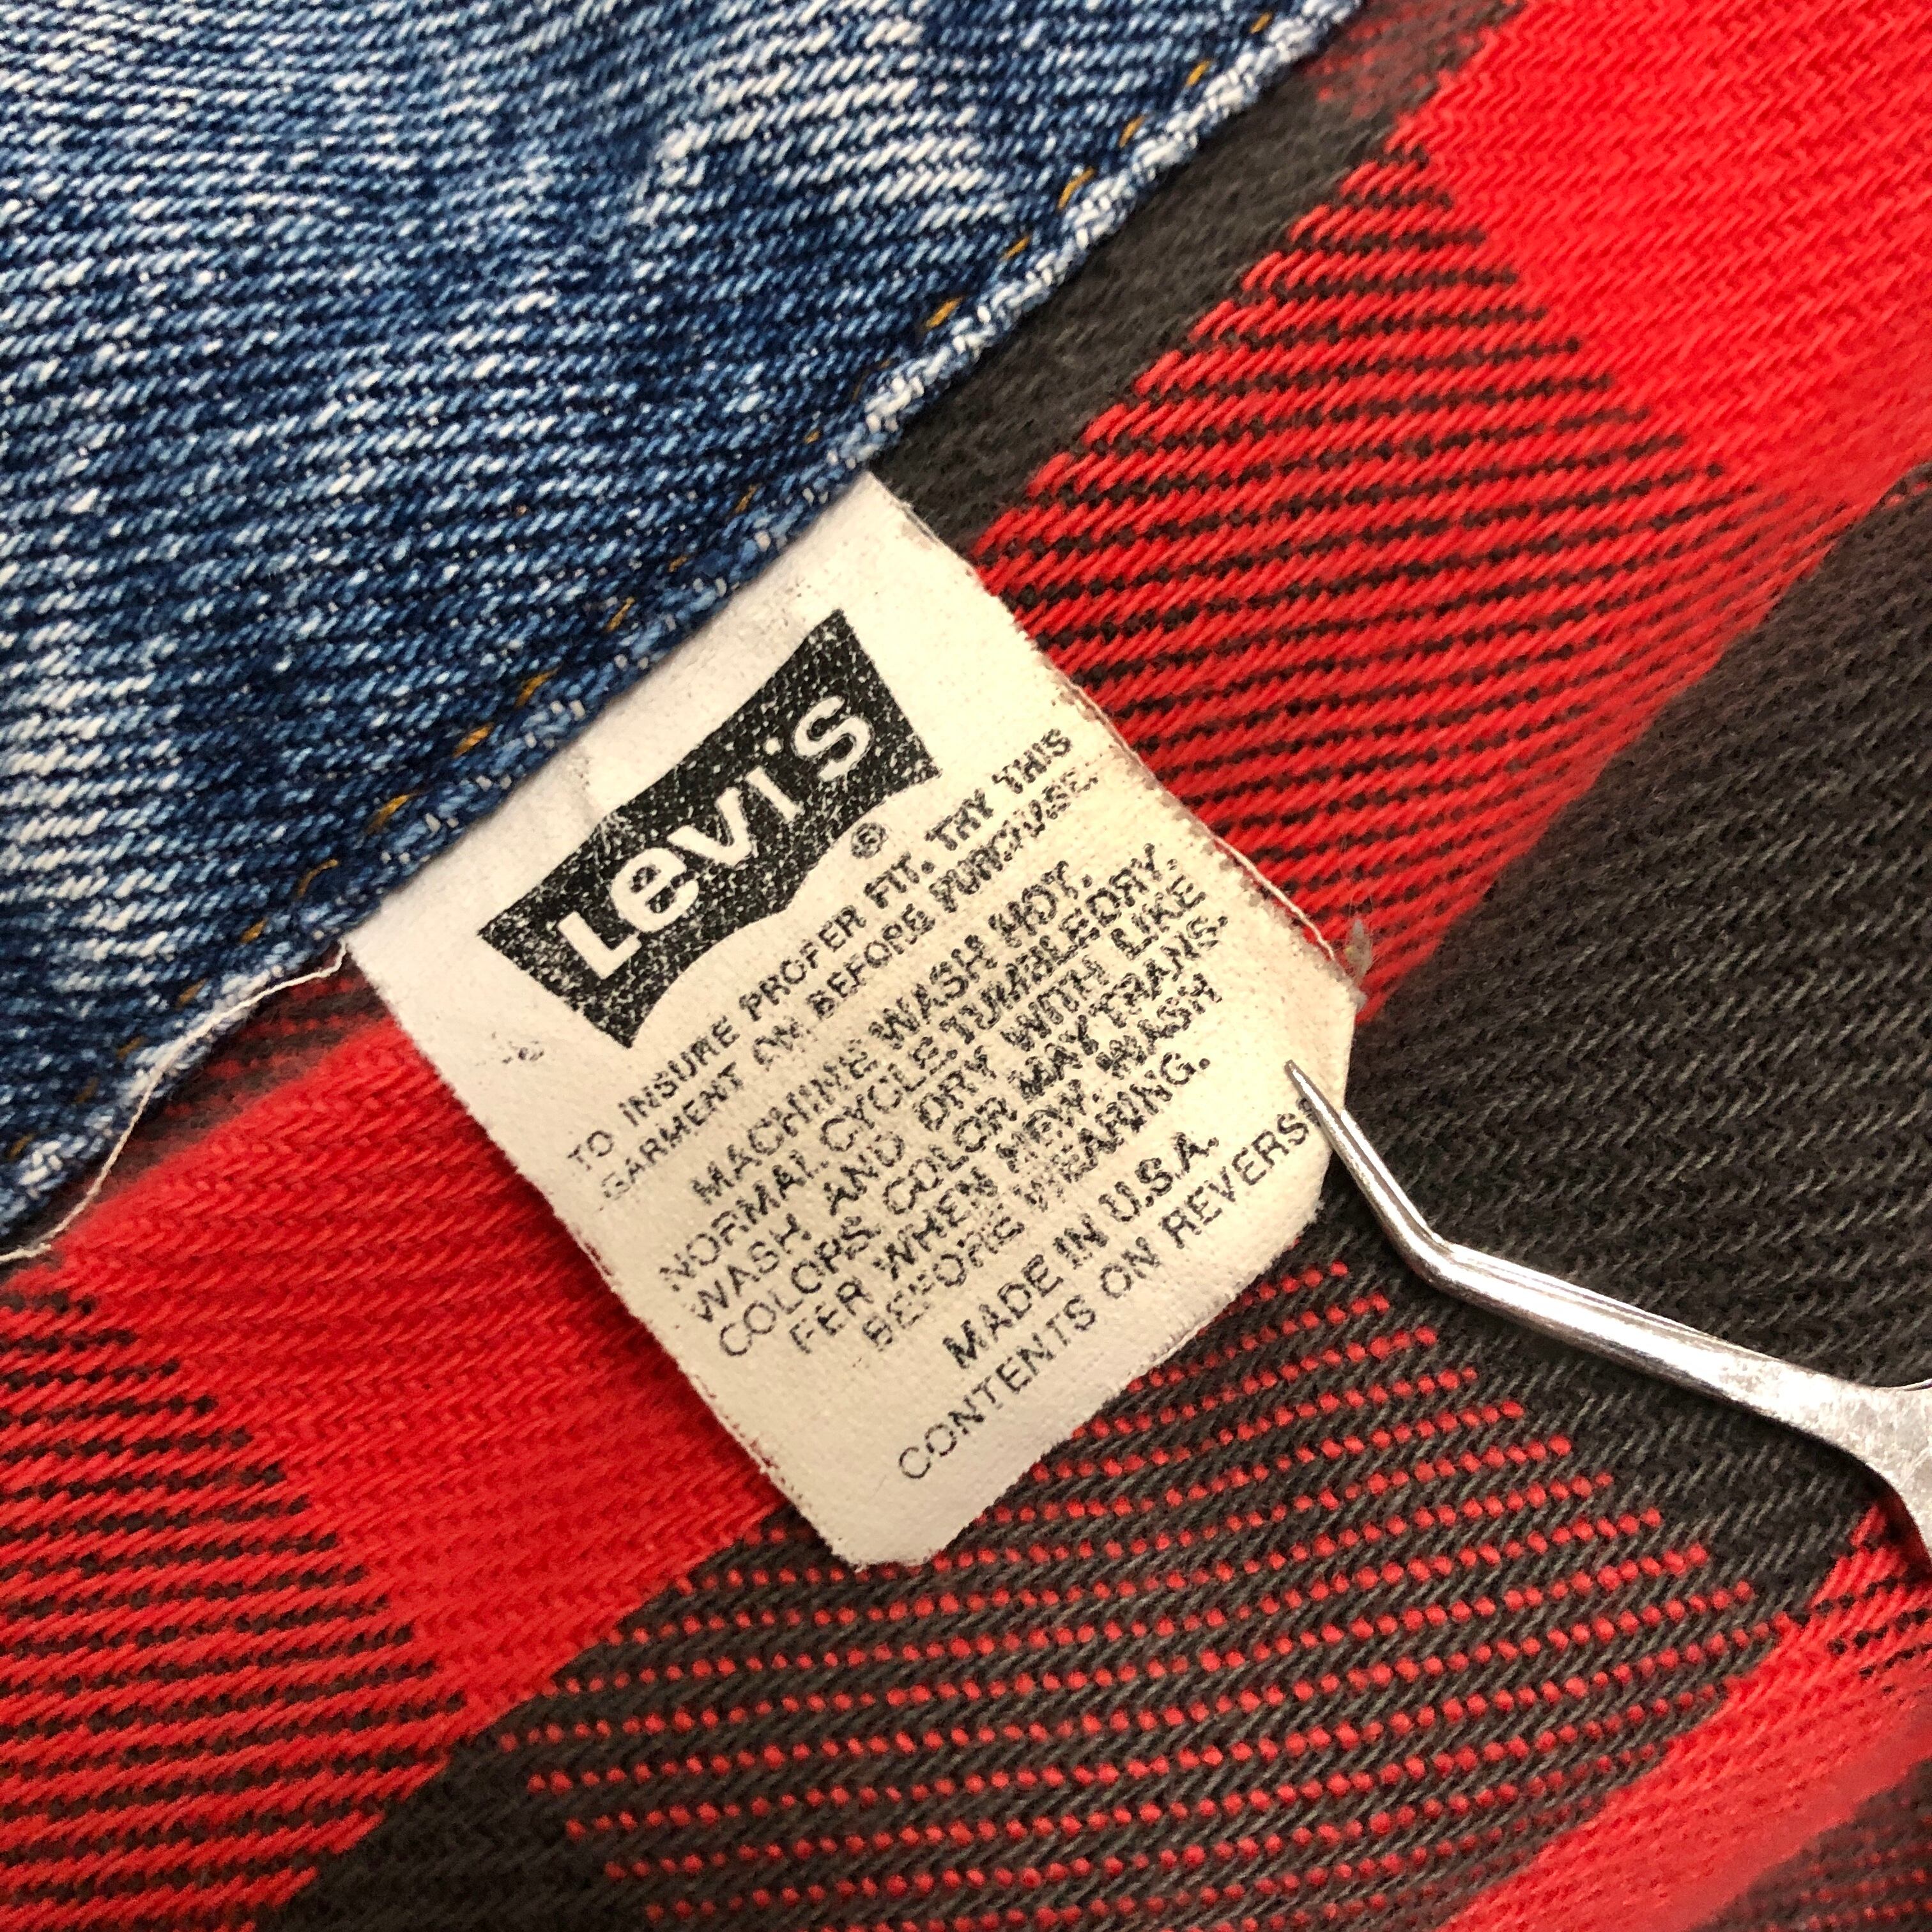 Levi's
®
TO INSURE PROPER FIT, TRY THIS
GARMENT ON BEFORE PURCHASE.
MACHINE WASH HOT,
NORMAL CYCLE. TUMBLE DRY.
WASH AND DRY WITH LIKE
COLORS. COLOR MAY TRANS-
FER WHEN NEW. WASH
BEFORE WEARING.
MADE IN U.S.A.
CONTENTS ON REVERSE